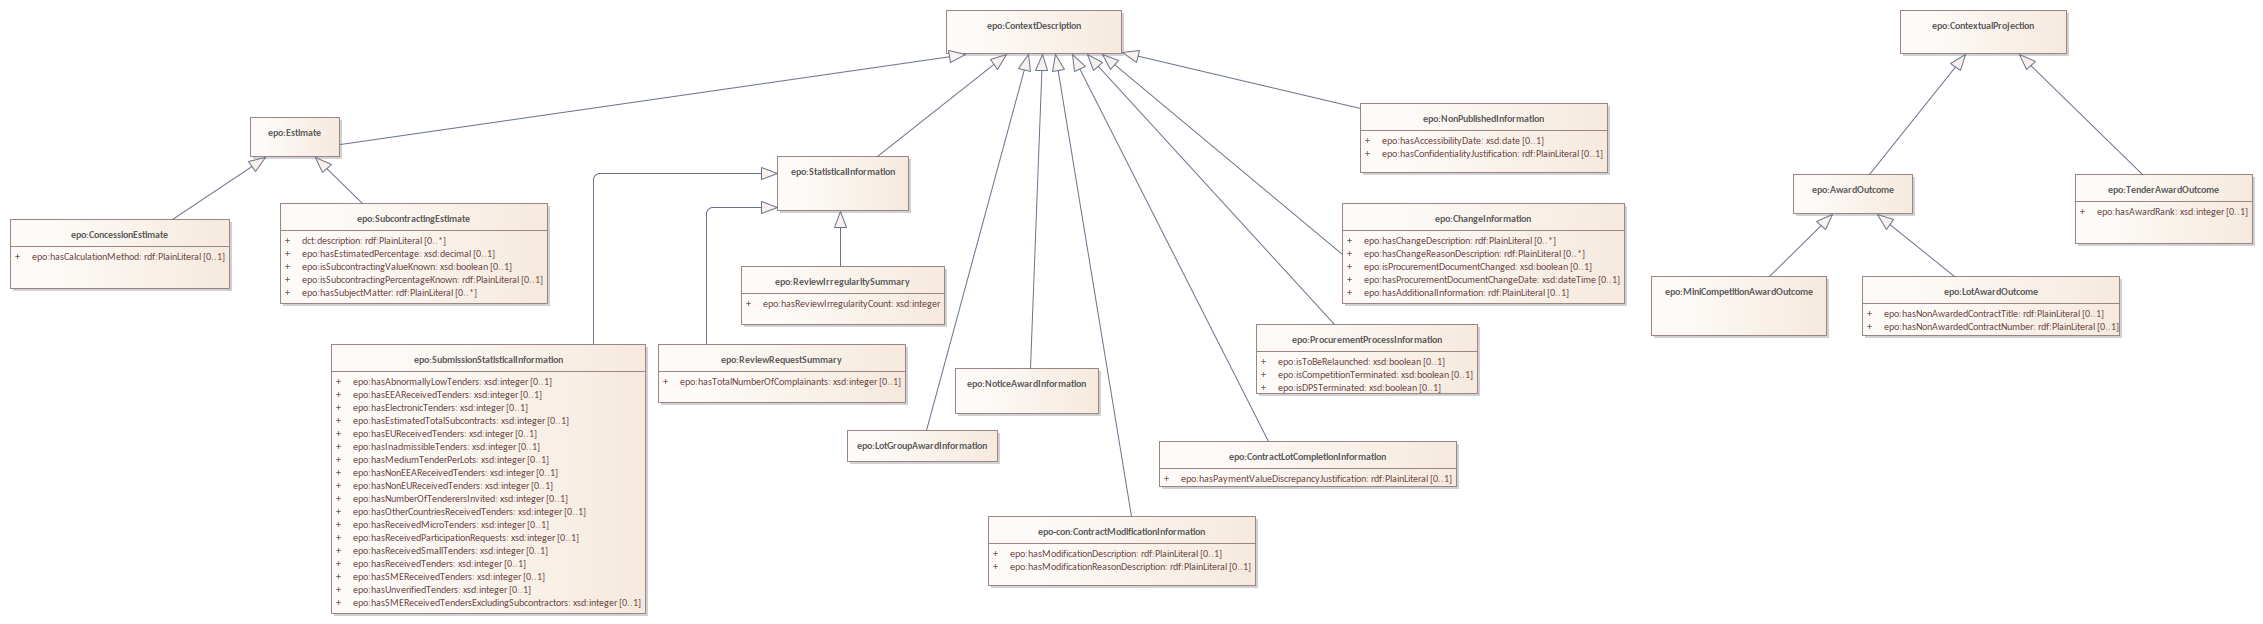 epo:ContextDescription
epo:ContextualProjection
epo:Estimate
epo:NonPublishedInformation
+ epo:hasAccessibilityDate: xsd:date [0..1]
+ epo:hasConfidentialityJustification: rdf:PlainLiteral [0..1]
epo:StatisticalInformation
epo:AwardOutcome
epo:TenderAwardOutcome
+ epo:hasAwardRank: xsd:integer [0..1]
epo:ConcessionEstimate
+ epo:hasCalculationMethod: rdf:PlainLiteral [0..1]
epo:SubcontractingEstimate
+ dct:description: rdf:PlainLiteral [0..*]
+ epo:hasEstimatedPercentage: xsd:decimal [0..1]
+ epo:isSubcontractingValueKnown: xsd:boolean [0..1]
+ epo:isSubcontractingPercentageKnown: rdf:PlainLiteral [0..1]
+ epo:hasSubjectMatter: rdf:PlainLiteral [0..*]
epo:ChangeInformation
+ epo:hasChangeDescription: rdf:PlainLiteral [0..*]
+ epo:hasChangeReasonDescription: rdf:PlainLiteral [0..*]
+ epo:isProcurementDocumentChanged: xsd:boolean [0..1]
+ epo:hasProcurementDocumentChangeDate: xsd:dateTime [0..1]
+ epo:hasAdditionalInformation: rdf:PlainLiteral [0..1]
epo:ReviewIrregularitySummary
+ epo:hasReviewIrregularityCount: xsd:integer
epo:MiniCompetitionAwardOutcome
epo:LotAwardOutcome
+ epo:hasNonAwardedContractTitle: rdf:PlainLiteral [0..1]
+ epo:hasNonAwardedContractNumber: rdf:PlainLiteral [0..1]
epo:SubmissionStatisticalInformation
+ epo:hasAbnormallyLowTenders: xsd:integer [0..1]
+ epo:hasEEAReceivedTenders: xsd:integer [0..1]
+ epo:hasElectronicTenders: xsd:integer [0..1]
+ epo:hasEstimatedTotalSubcontracts: xsd:integer [0..1]
+ epo:hasEUReceivedTenders: xsd:integer [0..1]
+ epo:hasInadmissibleTenders: xsd:integer [0..1]
+ epo:hasMediumTenderPerLots: xsd:integer [0..1]
+ epo:hasNonEEAReceivedTenders: xsd:integer [0..1]
+ epo:hasNonEUReceivedTenders: xsd:integer [0..1]
+ epo:hasNumberOfTenderersInvited: xsd:integer [0..1]
+ epo:hasOtherCountriesReceivedTenders: xsd:integer [0..1]
+ epo:hasReceivedMicroTenders: xsd:integer [0..1]
+ epo:hasReceivedParticipationRequests: xsd:integer [0..1]
+ epo:hasReceivedSmallTenders: xsd:integer [0..1]
+ epo:hasReceivedTenders: xsd:integer [0..1]
+ epo:hasSMEReceivedTenders: xsd:integer [0..1]
+ epo:hasUnverifiedTenders: xsd:integer [0..1]
+ epo:hasSMEReceivedTendersExcludingSubcontractors: xsd:integer [0..1]
epo:ReviewRequestSummary
+ epo:hasTotalNumberOfComplainants: xsd:integer [0..1]
epo:ProcurementProcessInformation
+ epo:isToBeRelaunched: xsd:boolean [0..1]
+ epo:isCompetitionTerminated: xsd:boolean [0..1]
+ epo:isDPSTerminated: xsd:boolean [0..1]
epo:NoticeAwardInformation
epo:LotGroupAwardInformation
epo:ContractLotCompletionInformation
+ epo:hasPaymentValueDiscrepancyJustification: rdf:PlainLiteral [0..1]
epo-con:ContractModificationInformation
+ epo:hasModificationDescription: rdf:PlainLiteral [0..1]
+ epo:hasModificationReasonDescription: rdf:PlainLiteral [0..1]